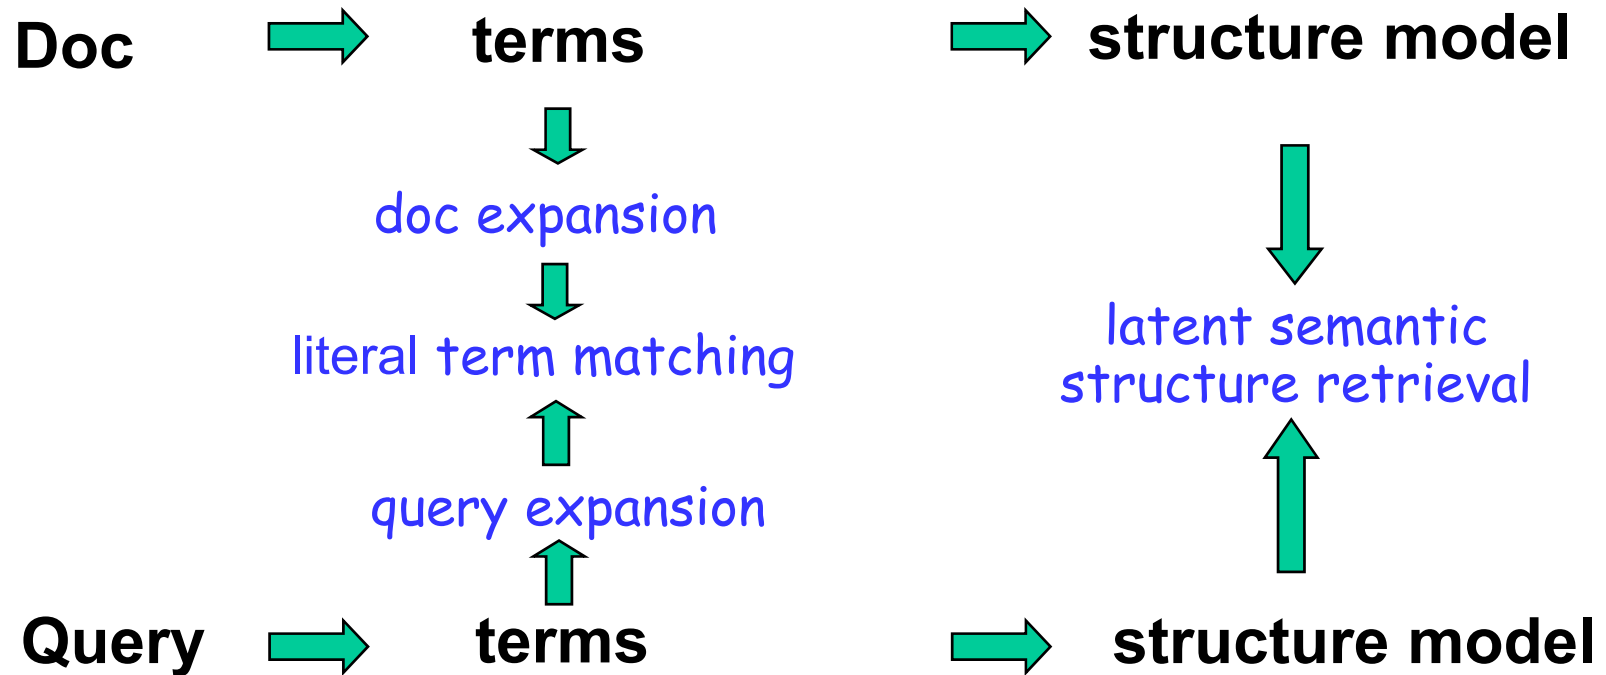 Doc
terms
structure model
doc expansion
literal term matching
latent semantic
structure retrieval
query expansion
Query
terms
structure model